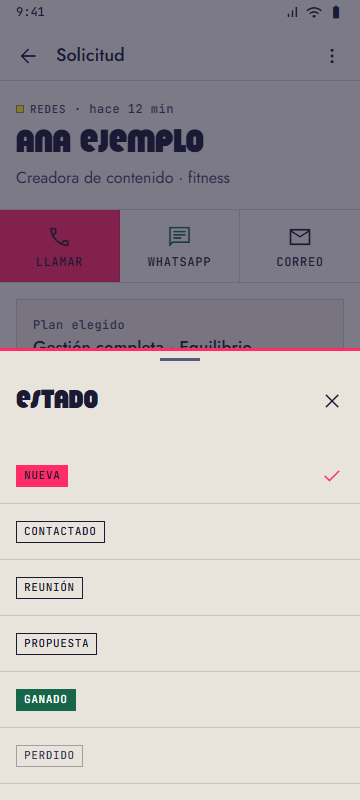 9:41
Solicitud
REDES · hace 12 min
ANA EJEMPLO
Creadora de contenido · fitness
LLAMAR
WHATSAPP
CORREO
Plan elegido
Gestión completa · Equilibrio
ESTADO
NUEVA
CONTACTADO
REUNIÓN
PROPUESTA
GANADO
PERDIDO